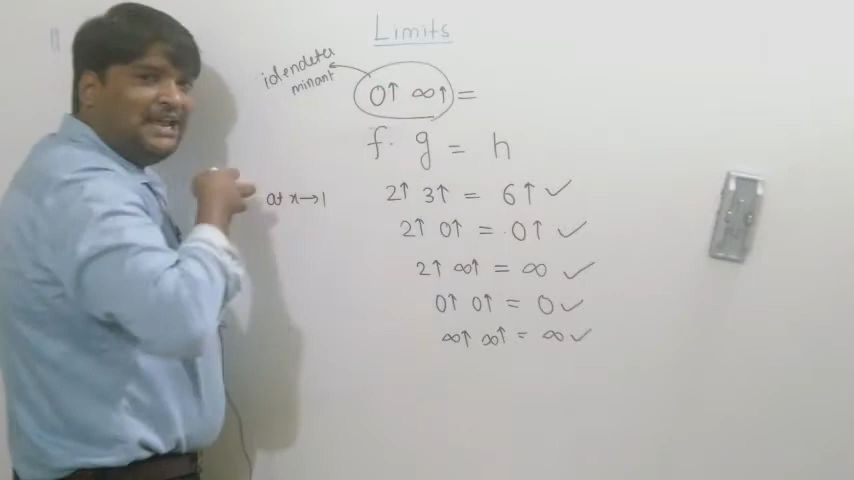 Limits
idendeter
minant
0↑ ∞↑ =
f. g = h
at x→1
2↑ 3↑ = 6↑ ✓
2↑ 0↑ = 0↑ ✓
2↑ ∞↑ = ∞ ✓
0↑ 0↑ = 0 ✓
∞↑ ∞↑ = ∞ ✓